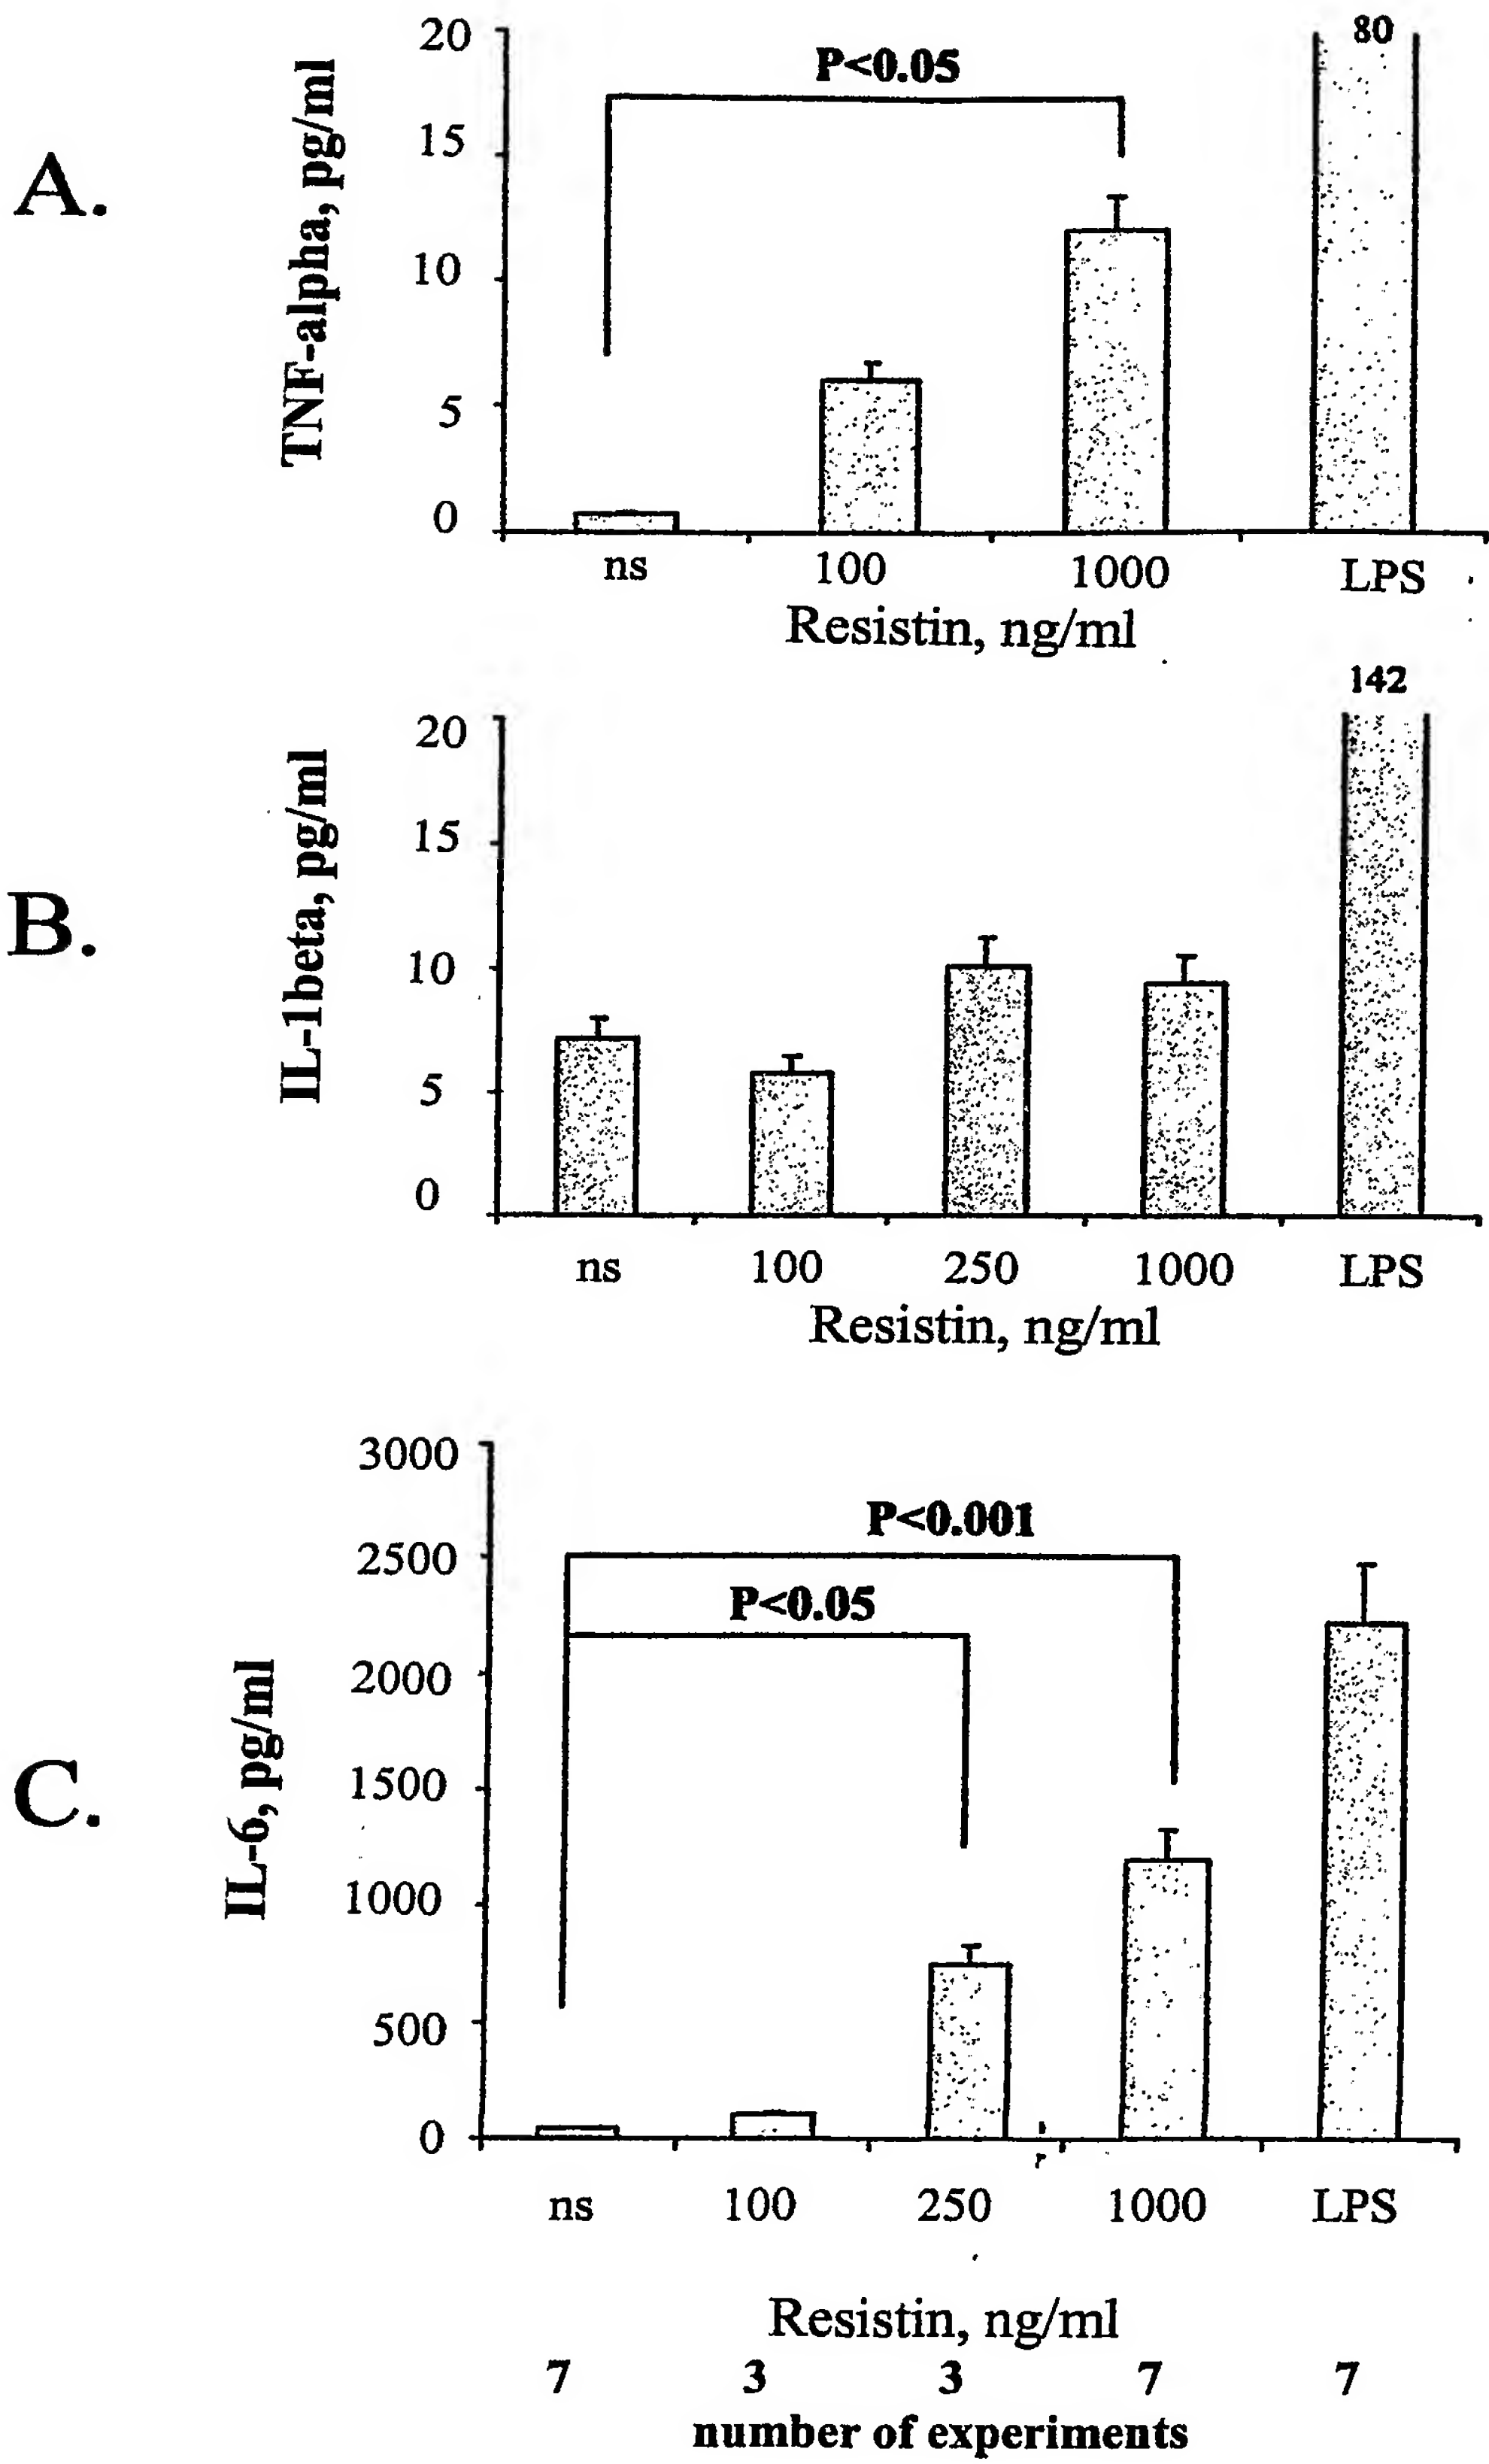 A.
TNF-alpha, pg/ml
20
15
10
5
0
P<0.05
80
ns 100 1000 LPS
Resistin, ng/ml
B.
IL-1beta, pg/ml
20
15
10
5
0
142
ns 100 250 1000 LPS
Resistin, ng/ml
C.
IL-6, pg/ml
3000
2500
2000
1500
1000
500
0
P<0.001
P<0.05
ns 100 250 1000 LPS
Resistin, ng/ml
7 3 3 7 7
number of experiments